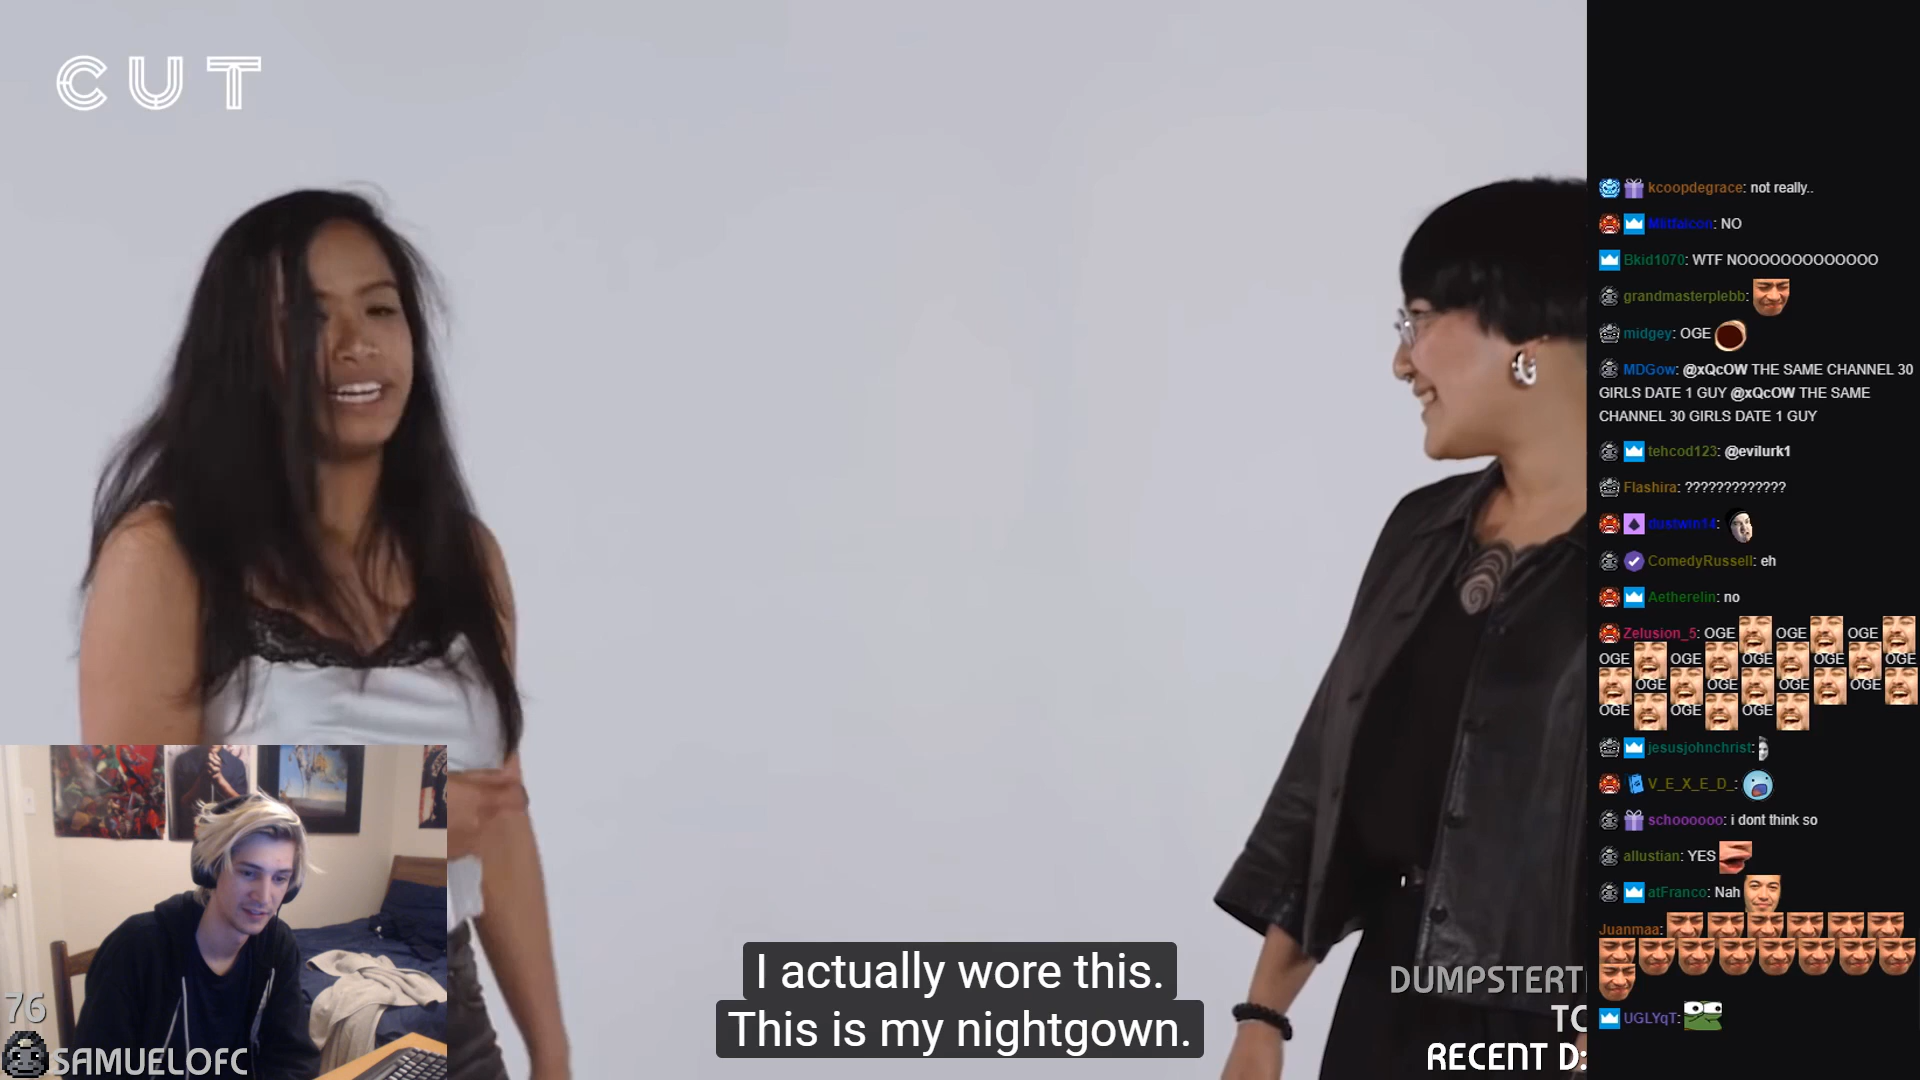 CUT
kcoopdegrace: not really..
Mittfalcon: NO
Bkid1070: WTF NOOOOOOOOOOOOO
grandmasterplebb:
midgey: OGE
MDGow: @xQcOW THE SAME CHANNEL 30
GIRLS DATE 1 GUY @xQcOW THE SAME
CHANNEL 30 GIRLS DATE 1 GUY
tehcod123: @evilurk1
Flashira: ?????????????
dustwin14:
ComedyRussell: eh
Aetherelin: no
Zelusion_5: OGE OGE OGE
OGE OGE OGE OGE OGE
OGE OGE OGE OGE
OGE OGE OGE
jesusjohnchrist:
V_E_X_E_D_:
schoooooo: i dont think so
allustian: YES
atFranco: Nah
Juanmaa:
UGLYqT:
I actually wore this.
This is my nightgown.
DUMPSTERT
TO
RECENT D:
76
SAMUELOFC